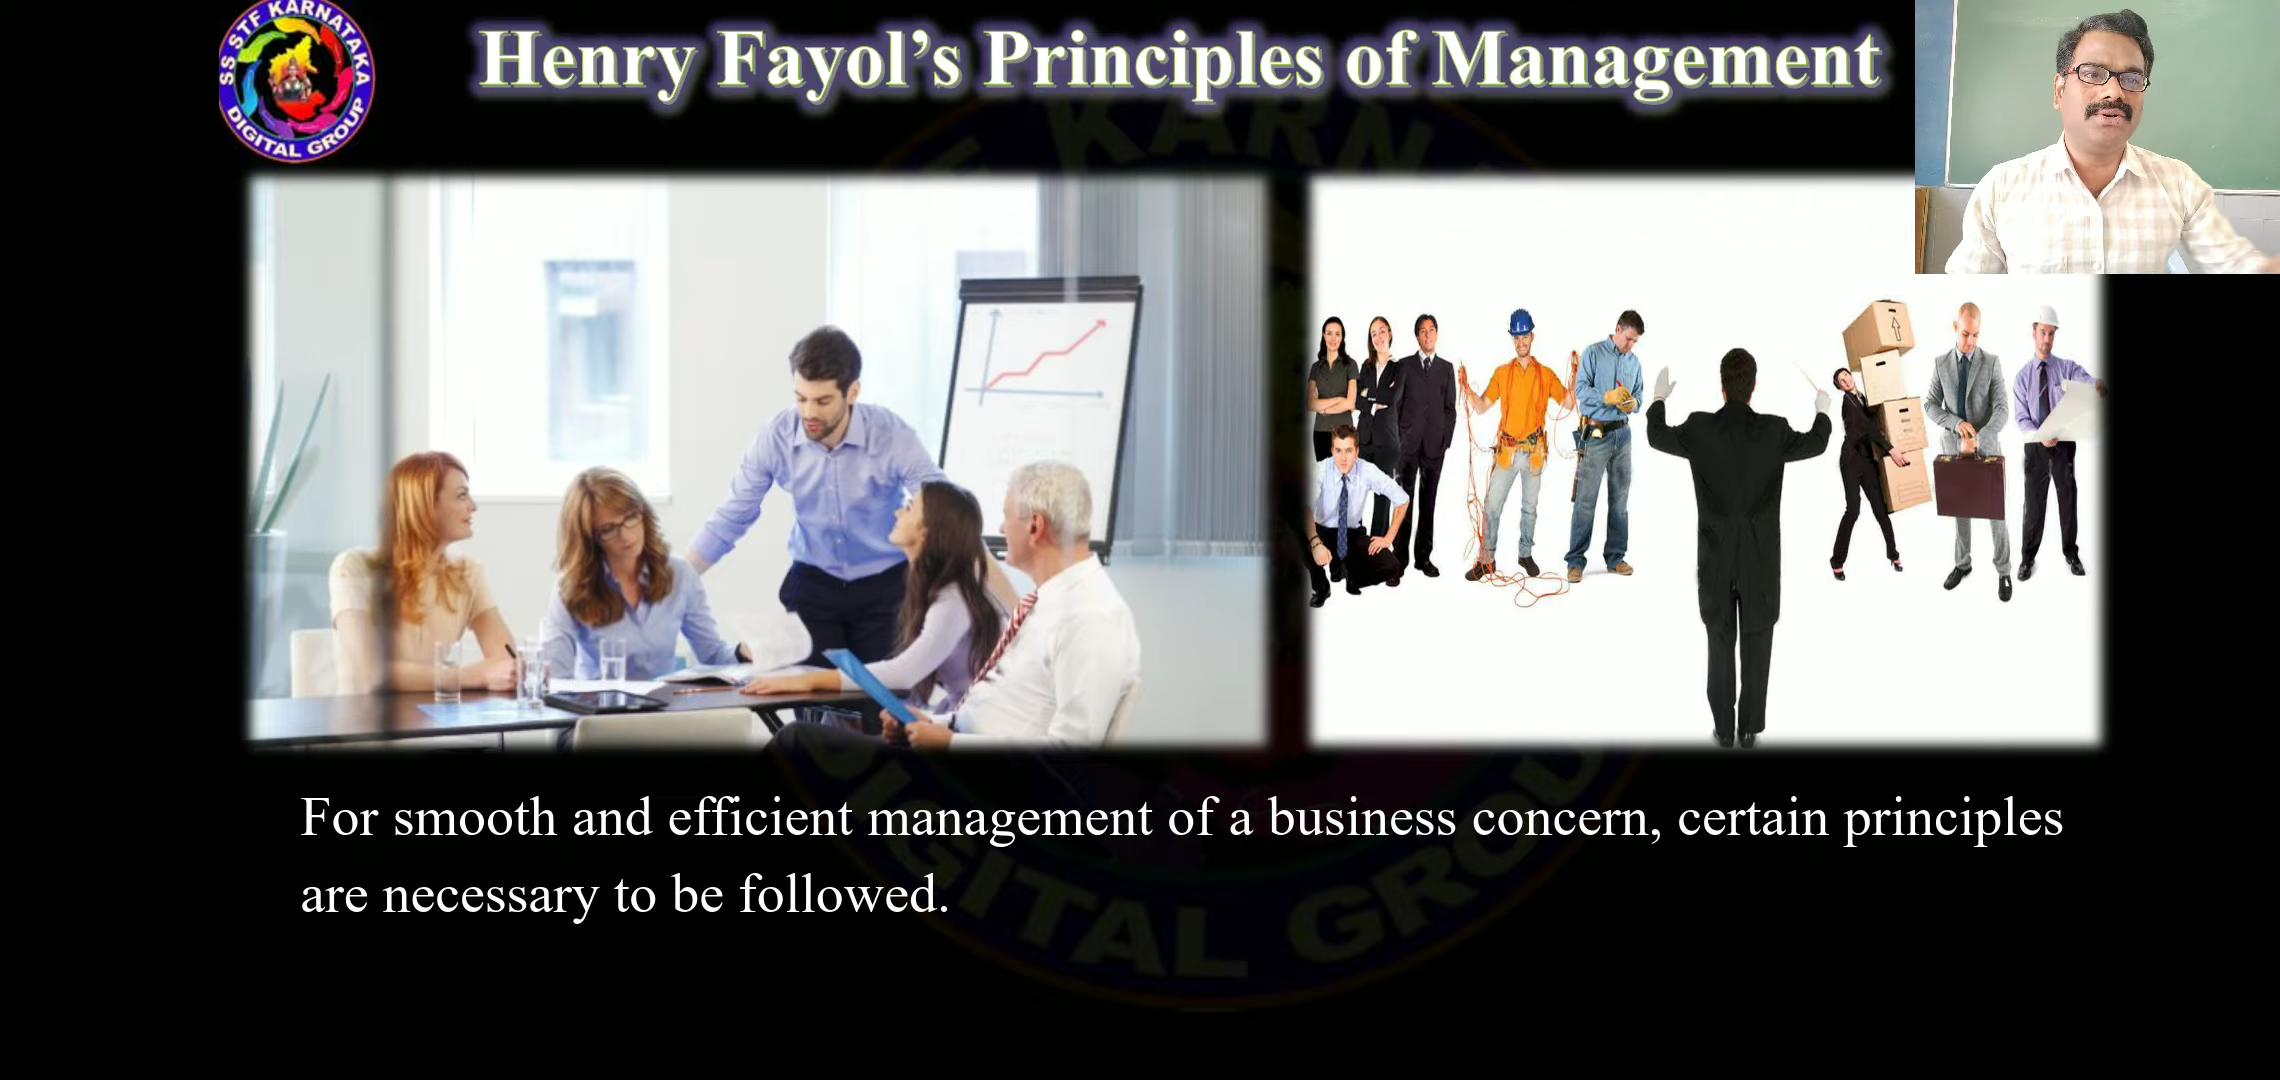 SS STF KARNATAKA
DIGITAL GROUP
Henry Fayol’s Principles of Management
For smooth and efficient management of a business concern, certain principles
are necessary to be followed.